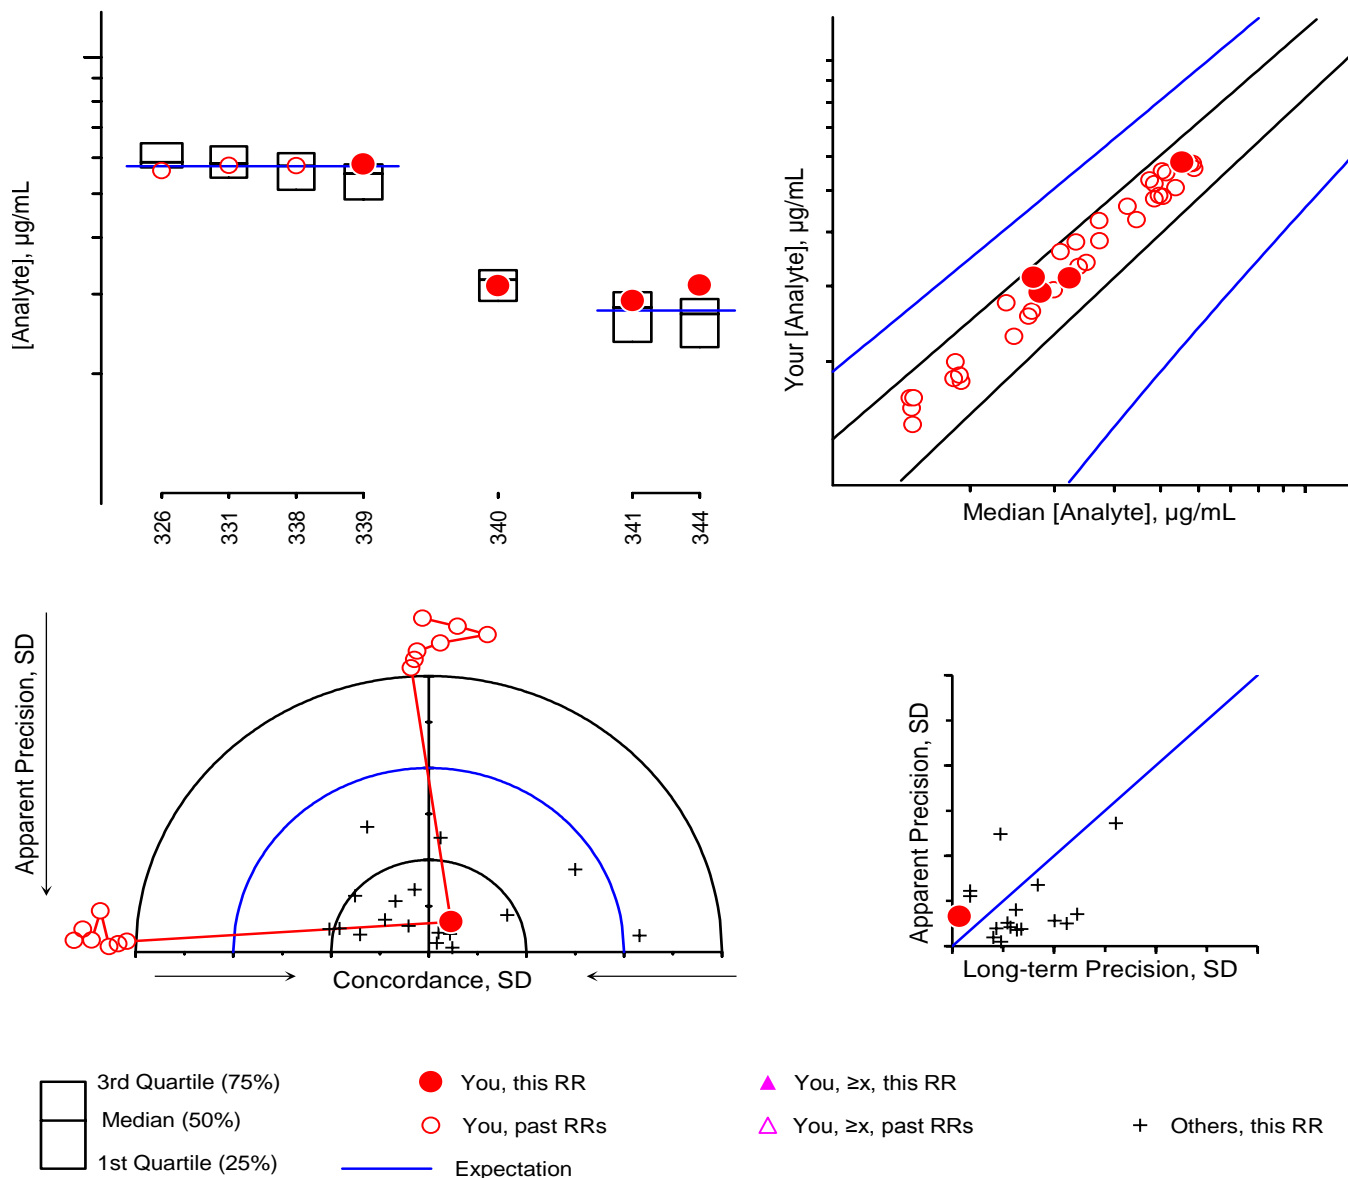 [Analyte], µg/mL
326
331
338
339
340
341
344
Your [Analyte], µg/mL
Median [Analyte], µg/mL
Apparent Precision, SD
Concordance, SD
Apparent Precision, SD
Long-term Precision, SD
3rd Quartile (75%)
Median (50%)
1st Quartile (25%)
You, this RR
You, past RRs
Expectation
You, ≥x, this RR
You, ≥x, past RRs
Others, this RR